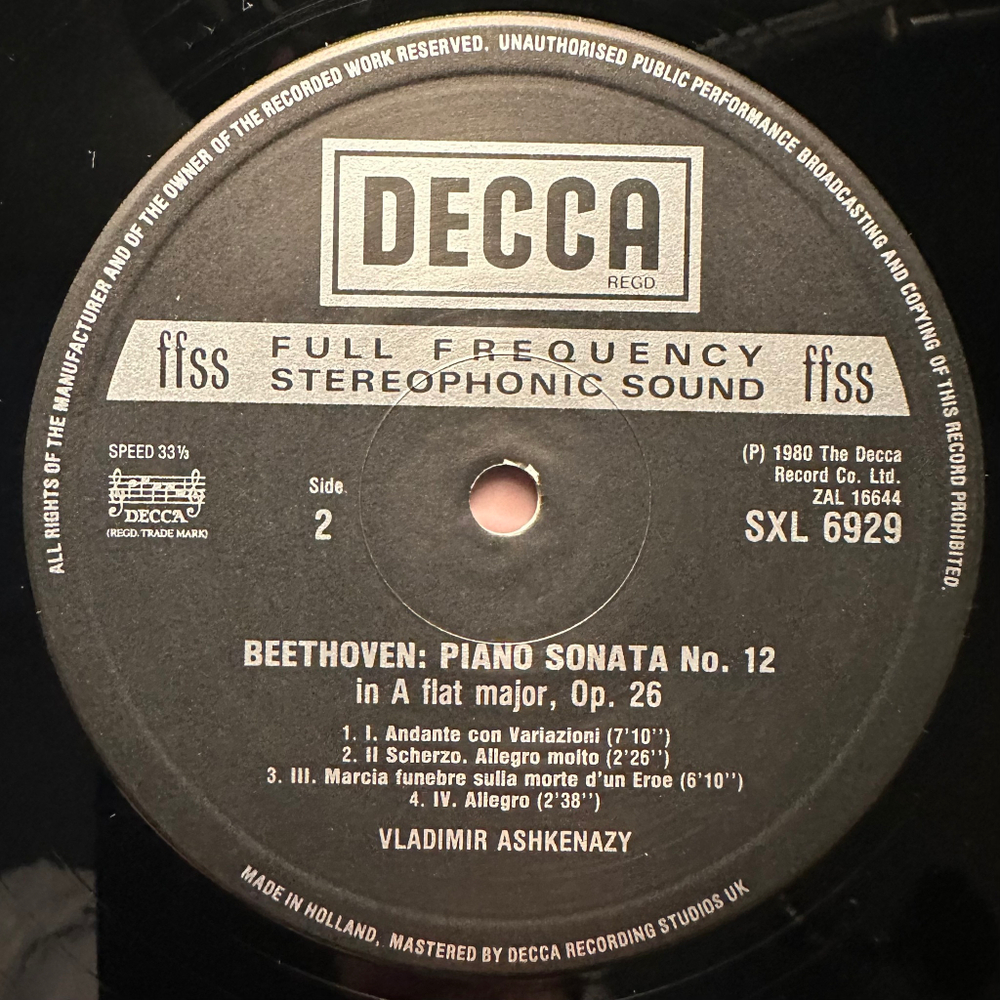 ALL RIGHTS OF THE MANUFACTURER AND OF THE OWNER OF THE RECORDED WORK RESERVED. UNAUTHORISED PUBLIC PERFORMANCE BROADCASTING AND COPYING OF THIS RECORD PROHIBITED.
DECCA
REGD
ffss FULL FREQUENCY ffss
STEREOPHONIC SOUND
SPEED 33⅓
DECCA
(REGD. TRADE MARK)
Side
2
(P) 1980 The Decca
Record Co. Ltd.
ZAL 16644
SXL 6929
BEETHOVEN: PIANO SONATA No. 12
in A flat major, Op. 26
1. I. Andante con Variazioni (7'10'')
2. II Scherzo. Allegro molto (2'26'')
3. III. Marcia funebre sulla morte d'un Eroe (6'10'')
4. IV. Allegro (2'38'')
VLADIMIR ASHKENAZY
MADE IN HOLLAND, MASTERED BY DECCA RECORDING STUDIOS UK